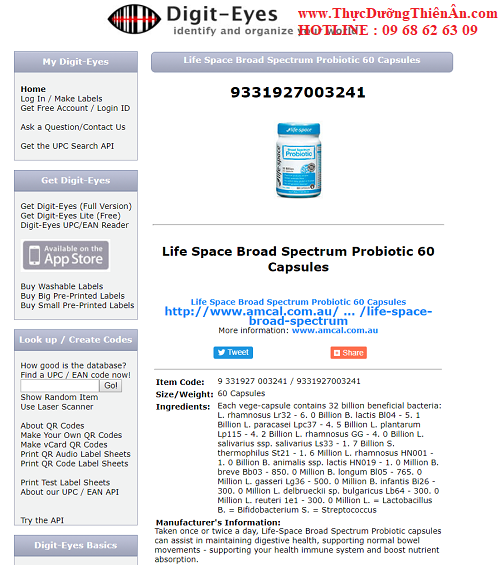 Digit-Eyes
identify and organize your world
www.ThựcDưỡngThiênÂn.com
HOTLINE : 09 68 62 63 09
My Digit-Eyes
Home
Log In / Make Labels
Get Free Account / Login ID
Ask a Question/Contact Us
Get the UPC Search API
Get Digit-Eyes
Get Digit-Eyes (Full Version)
Get Digit-Eyes Lite (Free)
Digit-Eyes UPC/EAN Reader
Available on the
App Store
Buy Washable Labels
Buy Big Pre-Printed Labels
Buy Small Pre-Printed Labels
Look up / Create Codes
How good is the database?
Find a UPC / EAN code now!
Go!
Show Random Item
Use Laser Scanner
About QR Codes
Make Your Own QR Codes
Make vCard QR Codes
Print QR Audio Label Sheets
Print QR Code Label Sheets
Print Test Label Sheets
About our UPC / EAN API
Try the API
Digit-Eyes Basics
Life Space Broad Spectrum Probiotic 60 Capsules
9331927003241
life-space
Broad Spectrum
Probiotic
life-space
Life Space Broad Spectrum Probiotic 60
Capsules
Life Space Broad Spectrum Probiotic 60 Capsules
http://www.amcal.com.au/ ... /life-space-
broad-spectrum
More information: www.amcal.com.au
Tweet
Share
Item Code: 9 331927 003241 / 9331927003241
Size/Weight: 60 Capsules
Ingredients: Each vege-capsule contains 32 billion beneficial bacteria:
L. rhamnosus Lr32 - 6. 0 Billion B. lactis Bl04 - 5. 1
Billion L. paracasei Lpc37 - 4. 5 Billion L. plantarum
Lp115 - 4. 2 Billion L. rhamnosus GG - 4. 0 Billion L.
salivarius ssp. salivarius Ls33 - 1. 7 Billion S.
thermophilus St21 - 1. 6 Million L. rhamnosus HN001 -
1. 0 Billion B. animalis ssp. lactis HN019 - 1. 0 Million B.
breve Bb03 - 850. 0 Million B. longum Bl05 - 765. 0
Million L. gasseri Lg36 - 500. 0 Million B. infantis Bi26 -
300. 0 Million L. delbrueckii sp. bulgaricus Lb64 - 300. 0
Million L. reuteri 1e1 - 300. 0 Million L. = Lactobacillus
B. = Bifidobacterium S. = Streptococcus
Manufacturer's Information:
Taken once or twice a day, Life-Space Broad Spectrum Probiotic capsules
can assist in maintaining digestive health, supporting normal bowel
movements - supporting your health immune system and boost nutrient
absorption.